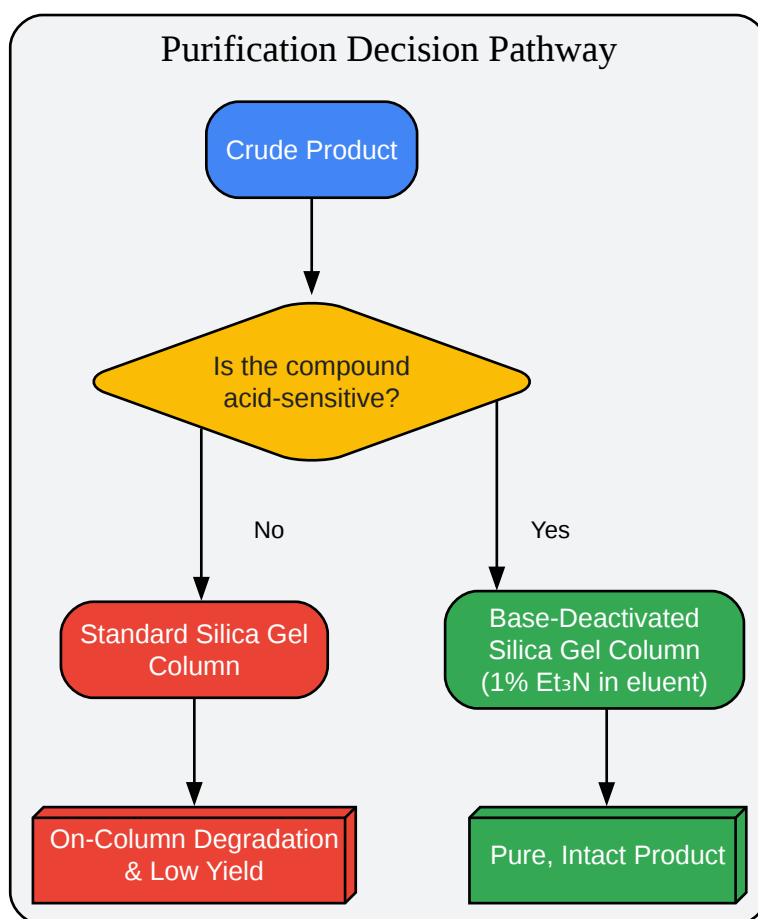 Purification Decision Pathway
Crude Product
Is the compound
acid-sensitive?
No
Yes
Standard Silica Gel
Column
Base-Deactivated
Silica Gel Column
(1% Et₃N in eluent)
On-Column Degradation
& Low Yield
Pure, Intact Product